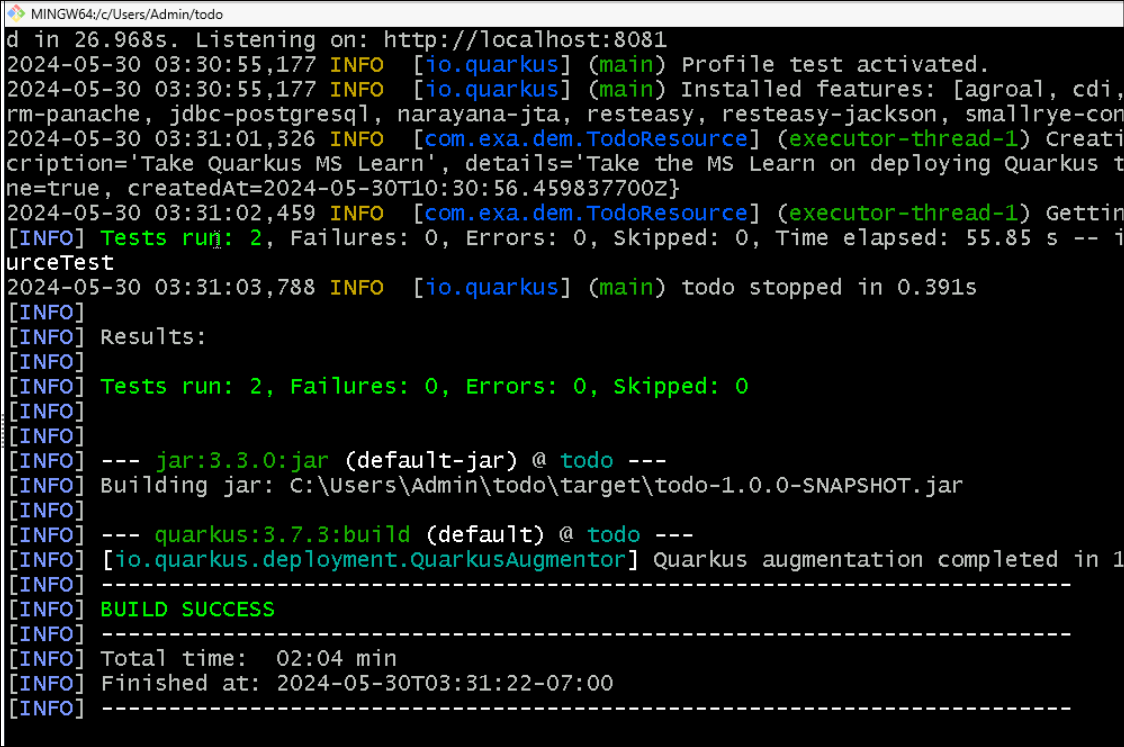 MINGW64:/c/Users/Admin/todo
d in 26.968s. Listening on: http://localhost:8081
2024-05-30 03:30:55,177 INFO  [io.quarkus] (main) Profile test activated.
2024-05-30 03:30:55,177 INFO  [io.quarkus] (main) Installed features: [agroal, cdi,
rm-panache, jdbc-postgresql, narayana-jta, resteasy, resteasy-jackson, smallrye-con
2024-05-30 03:31:01,326 INFO  [com.exa.dem.TodoResource] (executor-thread-1) Creati
cription='Take Quarkus MS Learn', details='Take the MS Learn on deploying Quarkus t
ne=true, createdAt=2024-05-30T10:30:56.459837700Z}
2024-05-30 03:31:02,459 INFO  [com.exa.dem.TodoResource] (executor-thread-1) Gettin
[INFO] Tests run: 2, Failures: 0, Errors: 0, Skipped: 0, Time elapsed: 55.85 s -- i
urceTest
2024-05-30 03:31:03,788 INFO  [io.quarkus] (main) todo stopped in 0.391s
[INFO]
[INFO] Results:
[INFO]
[INFO] Tests run: 2, Failures: 0, Errors: 0, Skipped: 0
[INFO]
[INFO]
[INFO] --- jar:3.3.0:jar (default-jar) @ todo ---
[INFO] Building jar: C:\Users\Admin\todo\target\todo-1.0.0-SNAPSHOT.jar
[INFO]
[INFO] --- quarkus:3.7.3:build (default) @ todo ---
[INFO] [io.quarkus.deployment.QuarkusAugmentor] Quarkus augmentation completed in 1
[INFO] ------------------------------------------------------------------------
[INFO] BUILD SUCCESS
[INFO] ------------------------------------------------------------------------
[INFO] Total time:  02:04 min
[INFO] Finished at: 2024-05-30T03:31:22-07:00
[INFO] ------------------------------------------------------------------------